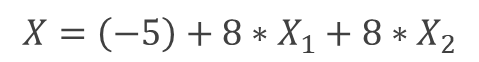 X = (−5) + 8 ∗ X₁ + 8 ∗ X₂